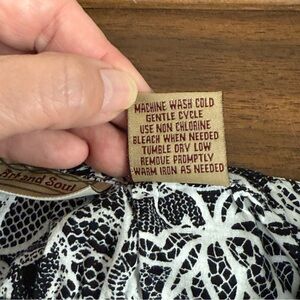 MACHINE WASH COLD
GENTLE CYCLE
USE NON CHLORINE
BLEACH WHEN NEEDED
TUMBLE DRY LOW
REMOVE PROMPTLY
WARM IRON AS NEEDED
Art and Soul